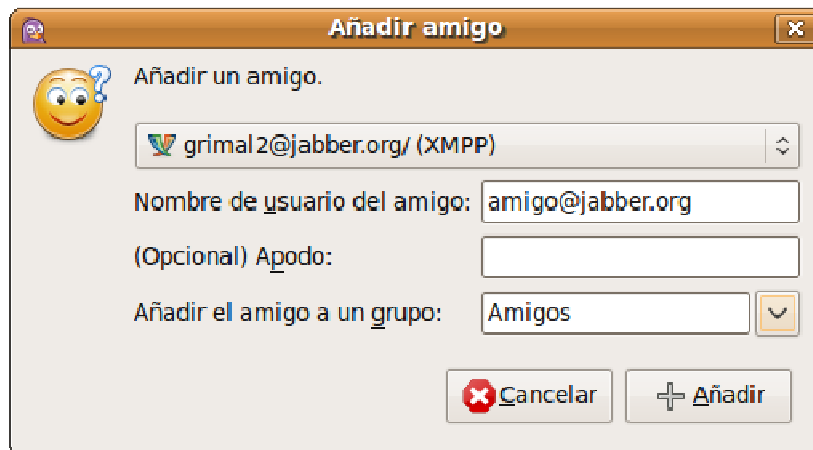 Añadir amigo
Añadir un amigo.
grimal2@jabber.org/ (XMPP)
Nombre de usuario del amigo: amigo@jabber.org
(Opcional) Apodo:
Añadir el amigo a un grupo: Amigos
Cancelar Añadir